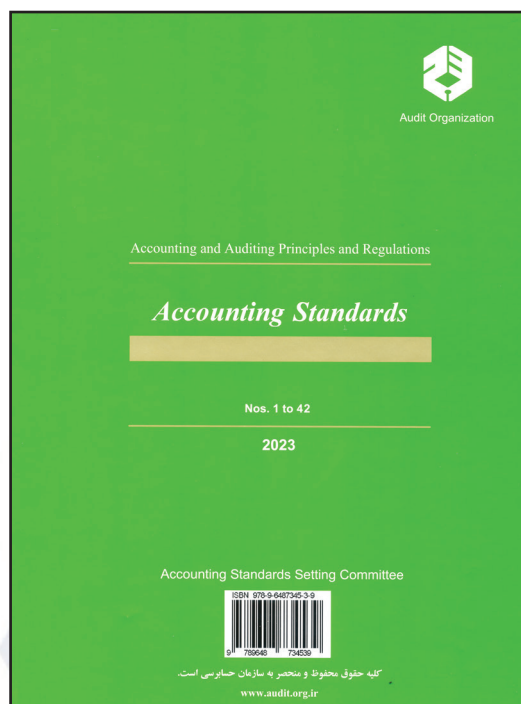 Audit Organization
Accounting and Auditing Principles and Regulations
Accounting Standards
Nos. 1 to 42
2023
Accounting Standards Setting Committee
ISBN 978-9-6487345-3-9
9 789648 734539
کلیه حقوق محفوظ و منحصر به سازمان حسابرسی است.
www.audit.org.ir